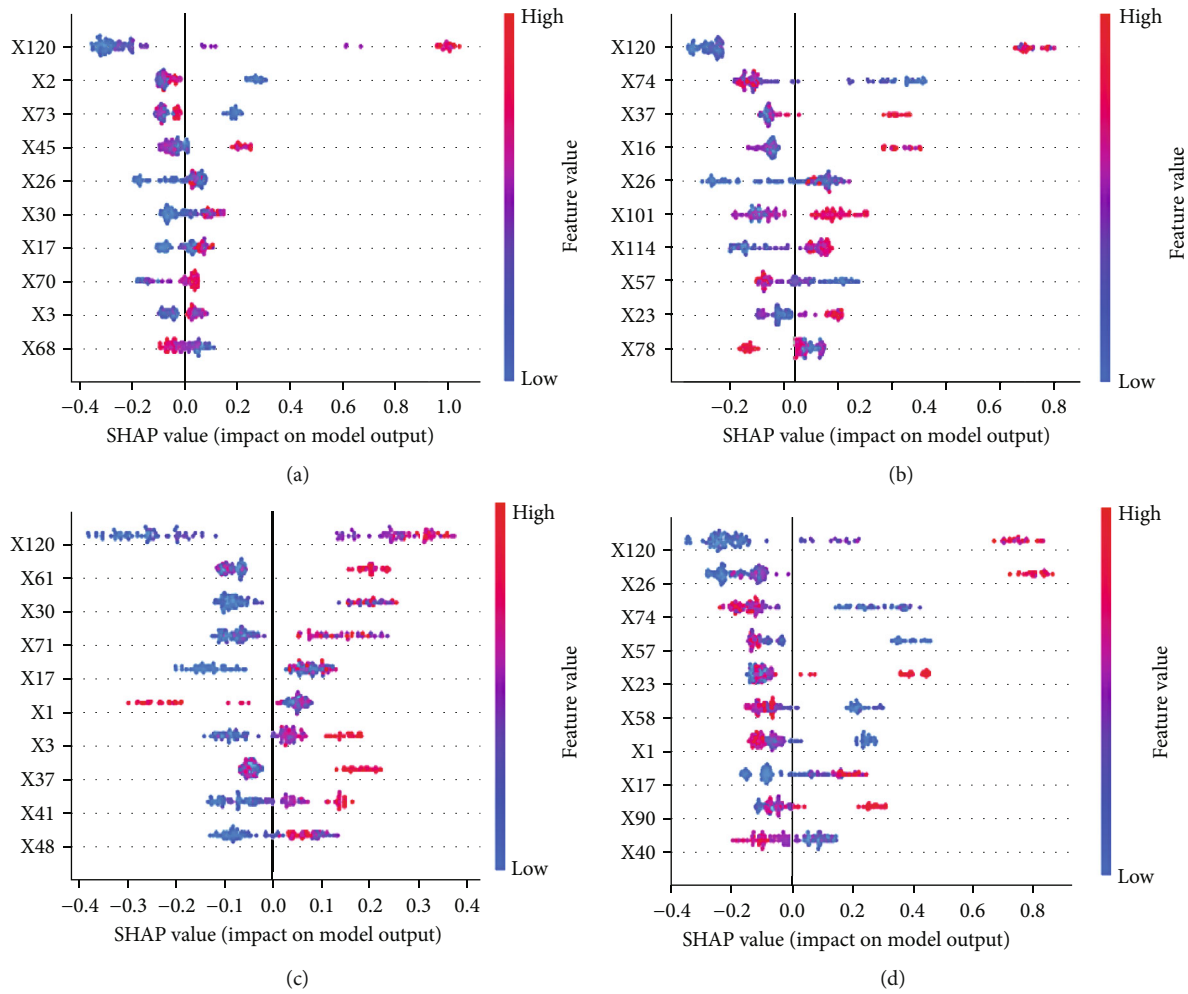 X120
X2
X73
X45
X26
X30
X17
X70
X3
X68
−0.4 −0.2 0.0 0.2 0.4 0.6 0.8 1.0
SHAP value (impact on model output)
High
Feature value
Low
(a)
X120
X74
X37
X16
X26
X101
X114
X57
X23
X78
−0.2 0.0 0.2 0.4 0.6 0.8
SHAP value (impact on model output)
High
Feature value
Low
(b)
X120
X61
X30
X71
X17
X1
X3
X37
X41
X48
−0.4 −0.3 −0.2 −0.1 0.0 0.1 0.2 0.3 0.4
SHAP value (impact on model output)
High
Feature value
Low
(c)
X120
X26
X74
X57
X23
X58
X1
X17
X90
X40
−0.4 −0.2 0.0 0.2 0.4 0.6 0.8
SHAP value (impact on model output)
High
Feature value
Low
(d)